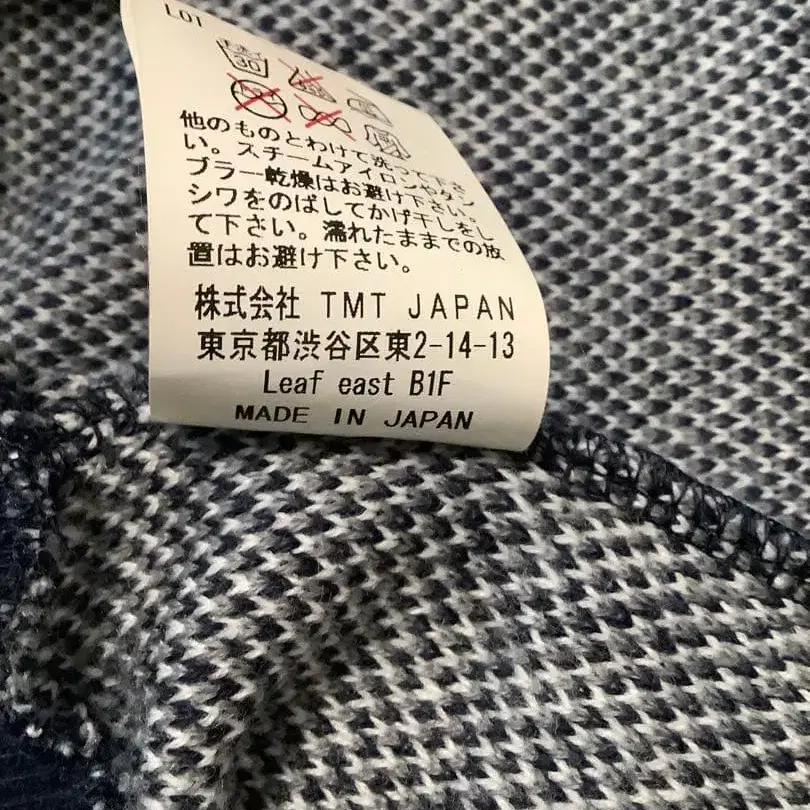 L01
30
他のものとわけて洗って下さ
い。スチームアイロンやタン
ブラー乾燥はお避け下さい。
シワをのばしてかげ干しをし
て下さい。濡れたままでの放
置はお避け下さい。
株式会社 TMT JAPAN
東京都渋谷区東2-14-13
Leaf east B1F
MADE IN JAPAN